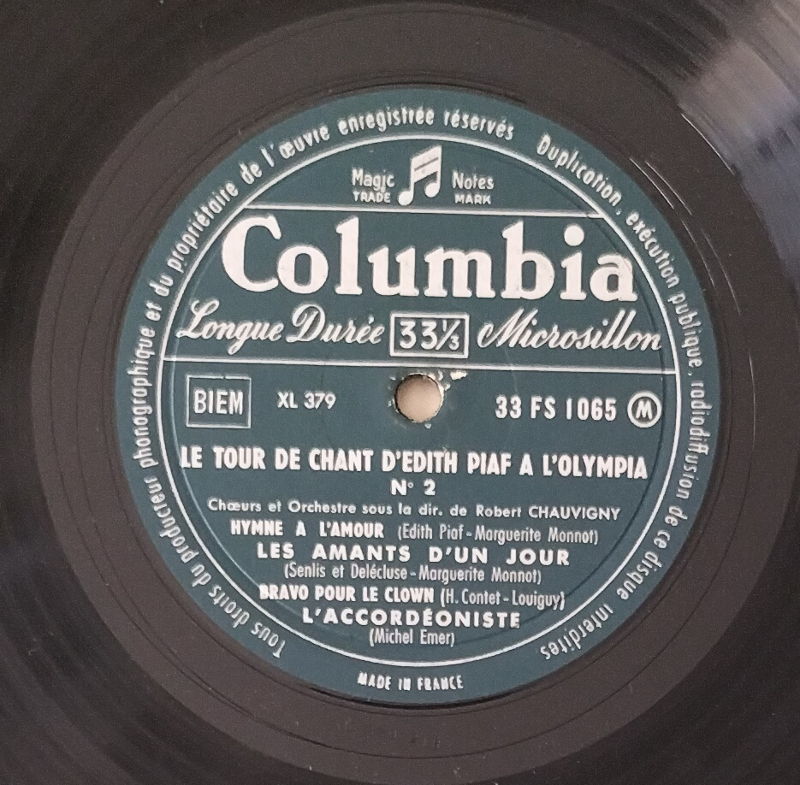 Tous droits du producteur phonographique et du propriétaire de l'œuvre enregistrée réservés Duplication, exécution publique, radiodiffusion de ce disque interdites
Magic Notes
TRADE MARK
Columbia
Longue Durée 33⅓ Microsillon
BIEM XL 379 33 FS 1065 M
LE TOUR DE CHANT D'EDITH PIAF A L'OLYMPIA
N° 2
Chœurs et Orchestre sous la dir. de Robert CHAUVIGNY
HYMNE A L'AMOUR (Edith Piaf-Marguerite Monnot)
LES AMANTS D'UN JOUR
(Senlis et Delécluse-Marguerite Monnot)
BRAVO POUR LE CLOWN (H. Contet-Louiguy)
L'ACCORDÉONISTE
(Michel Emer)
MADE IN FRANCE